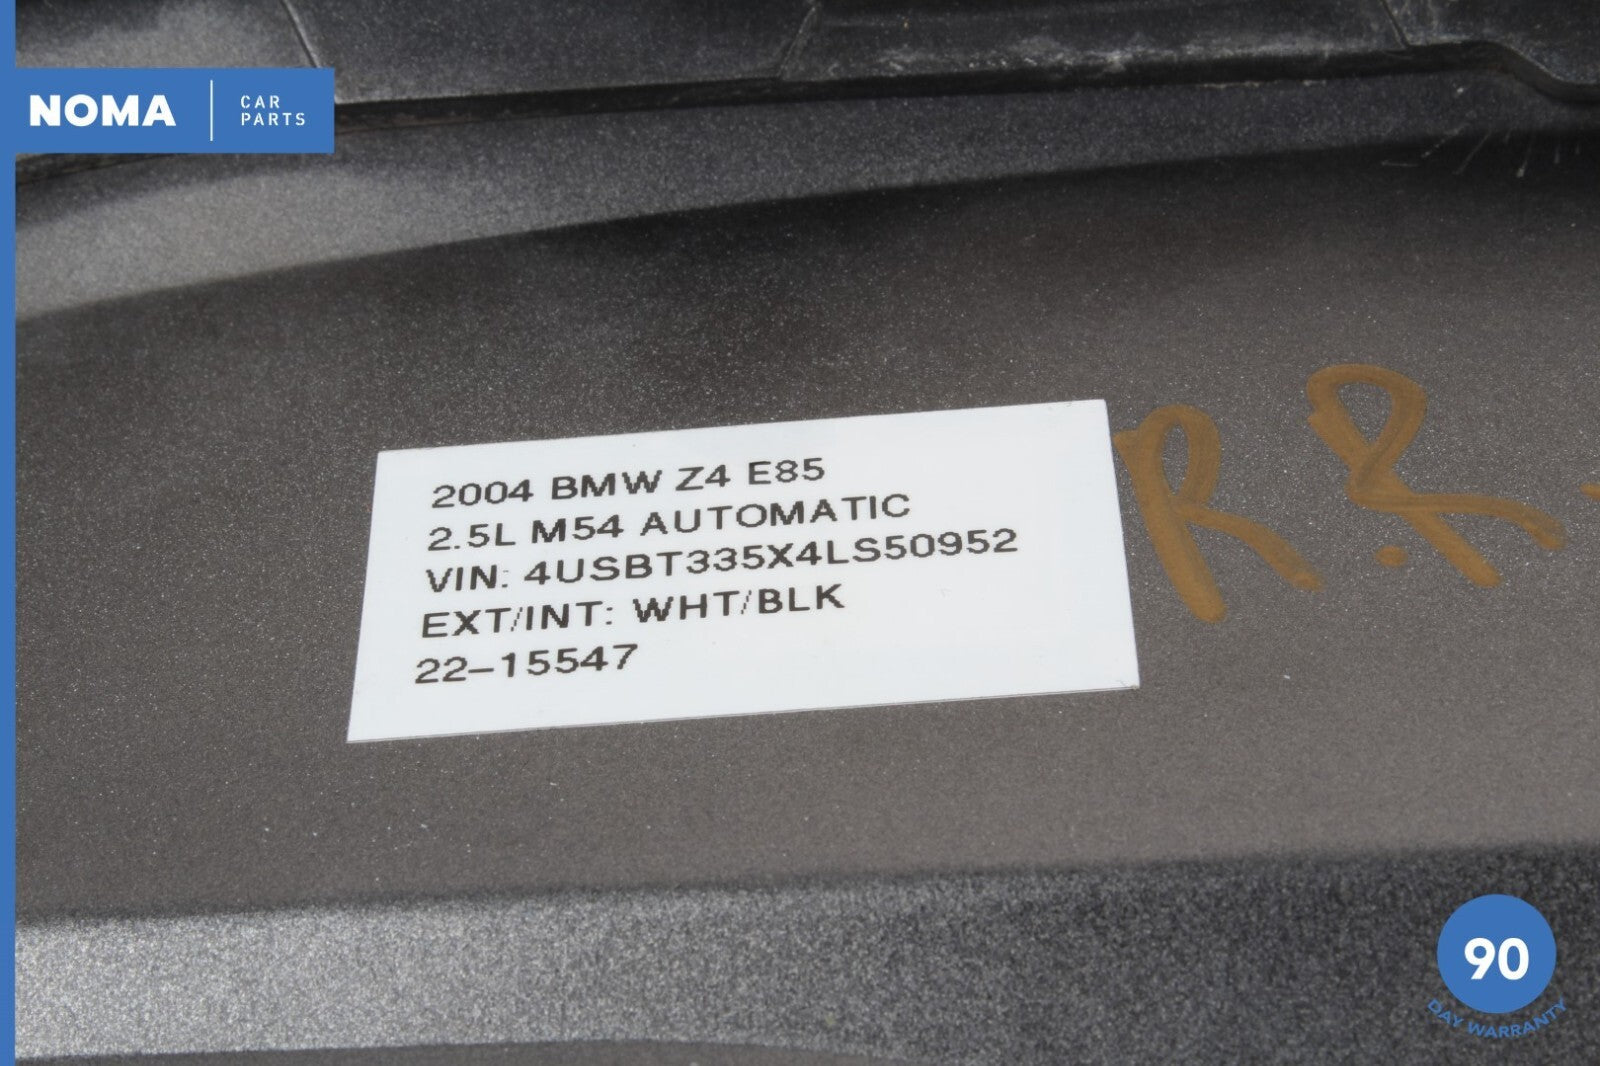 NOMA
CAR
PARTS
2004 BMW Z4 E85
2.5L M54 AUTOMATIC
VIN: 4USBT335X4LS50952
EXT/INT: WHT/BLK
22-15547
R R
90
DAY WARRANTY